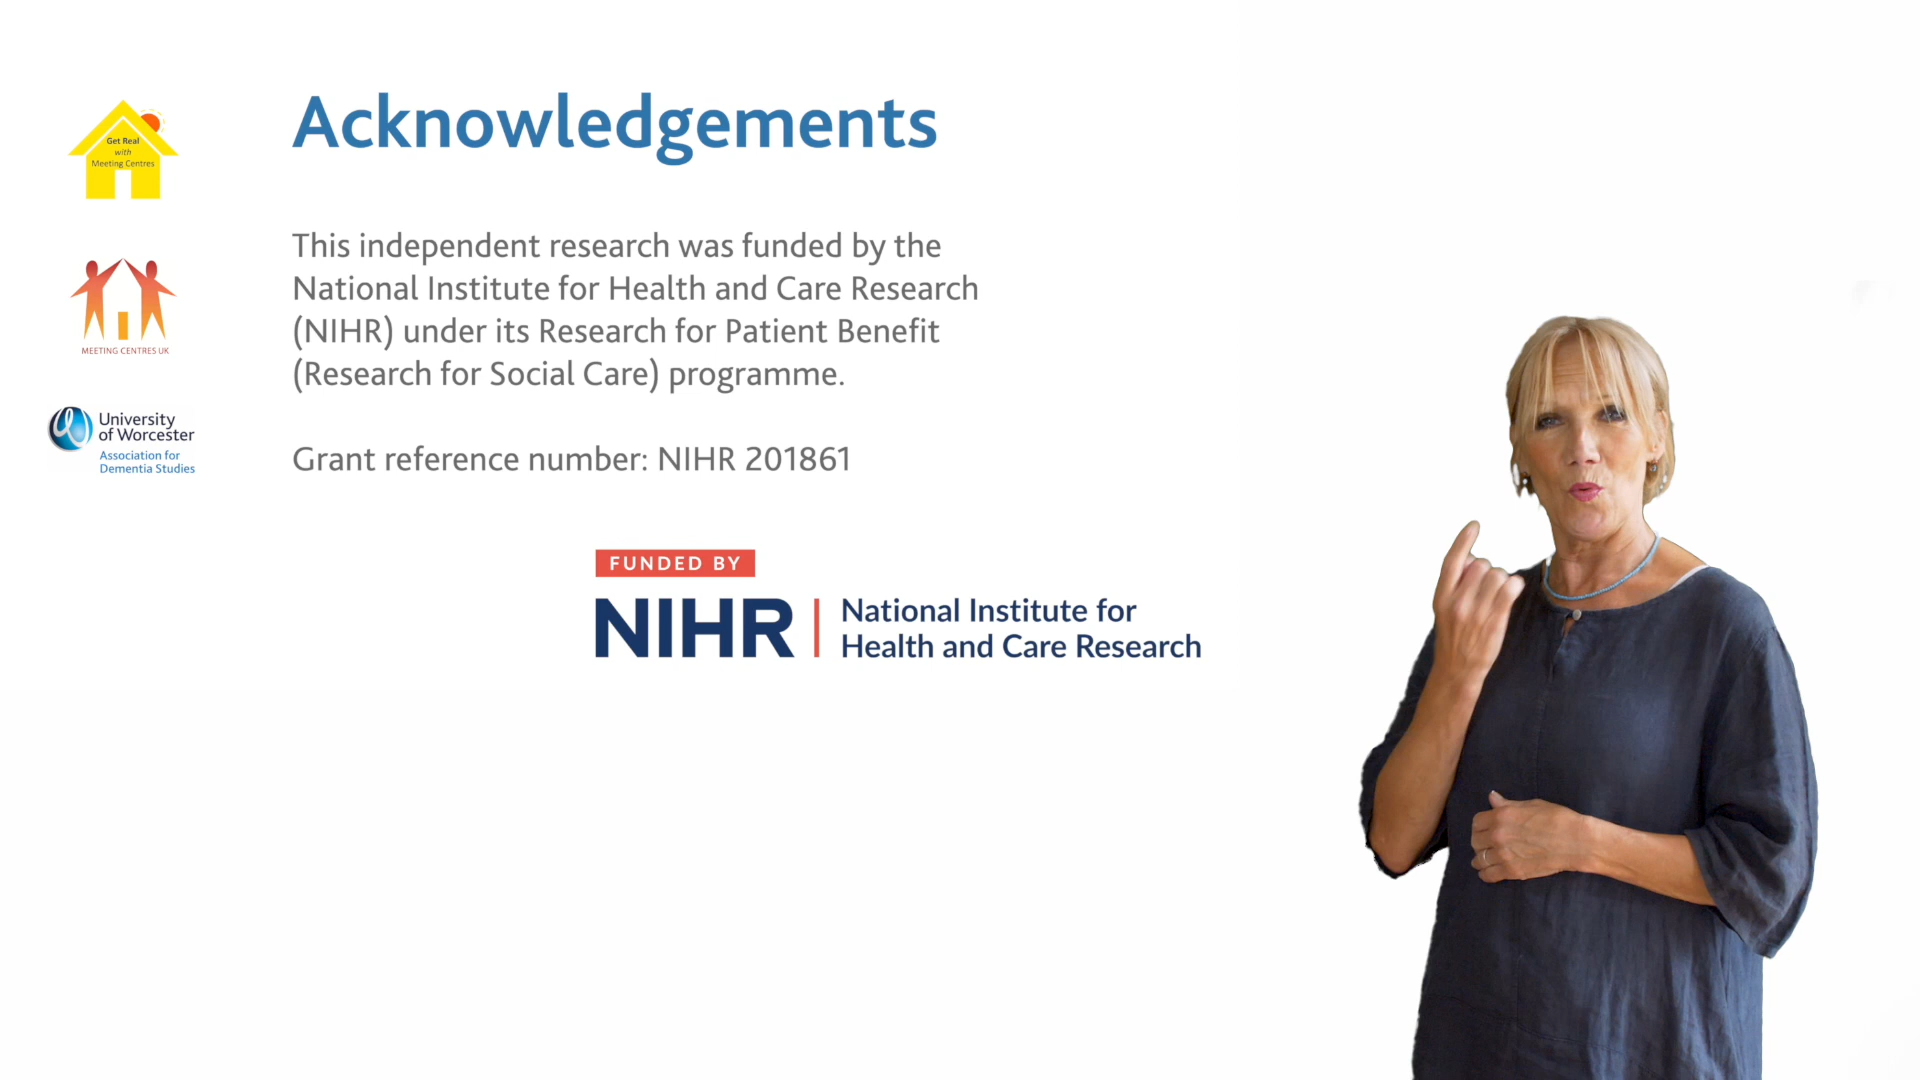 Acknowledgements
Get Real
with
Meeting Centres
MEETING CENTRES UK
University
of Worcester
Association for
Dementia Studies
This independent research was funded by the
National Institute for Health and Care Research
(NIHR) under its Research for Patient Benefit
(Research for Social Care) programme.
Grant reference number: NIHR 201861
FUNDED BY
NIHR | National Institute for
Health and Care Research